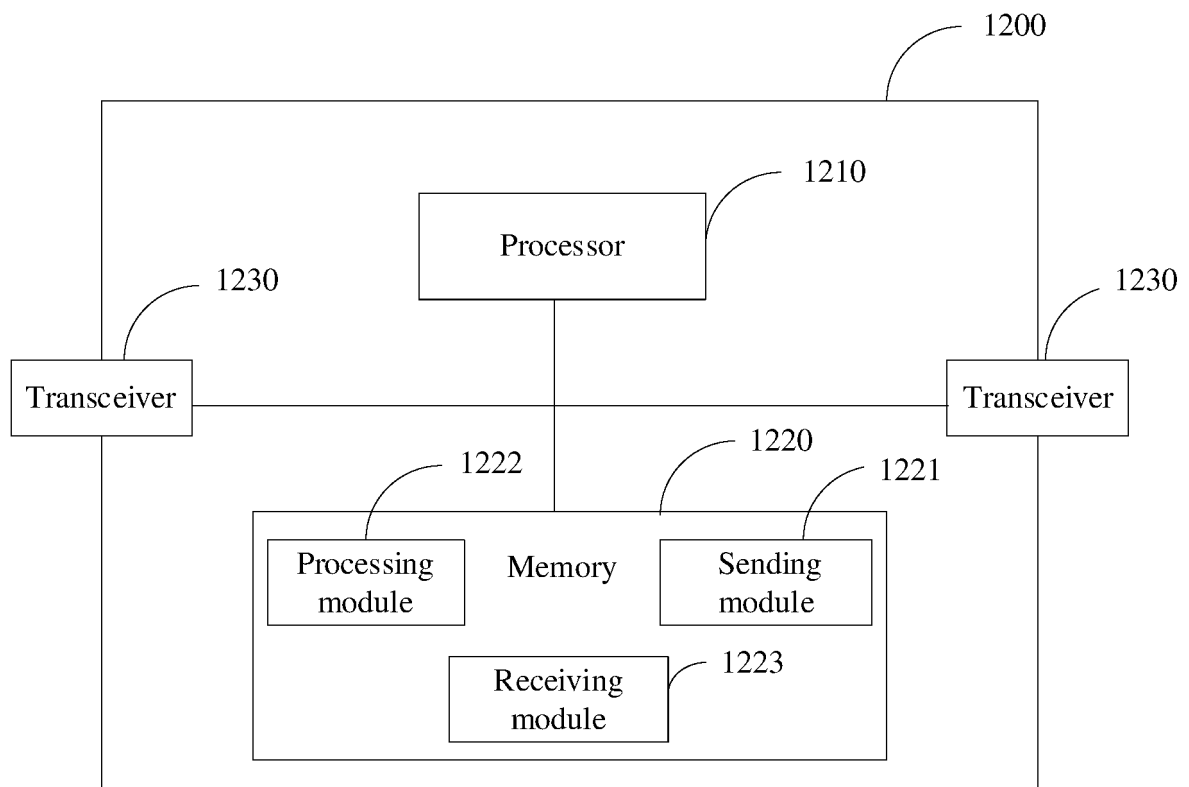 1200
1210
Processor
1230
1230
Transceiver
Transceiver
1222
1220
1221
Processing
module
Memory
Sending
module
1223
Receiving
module